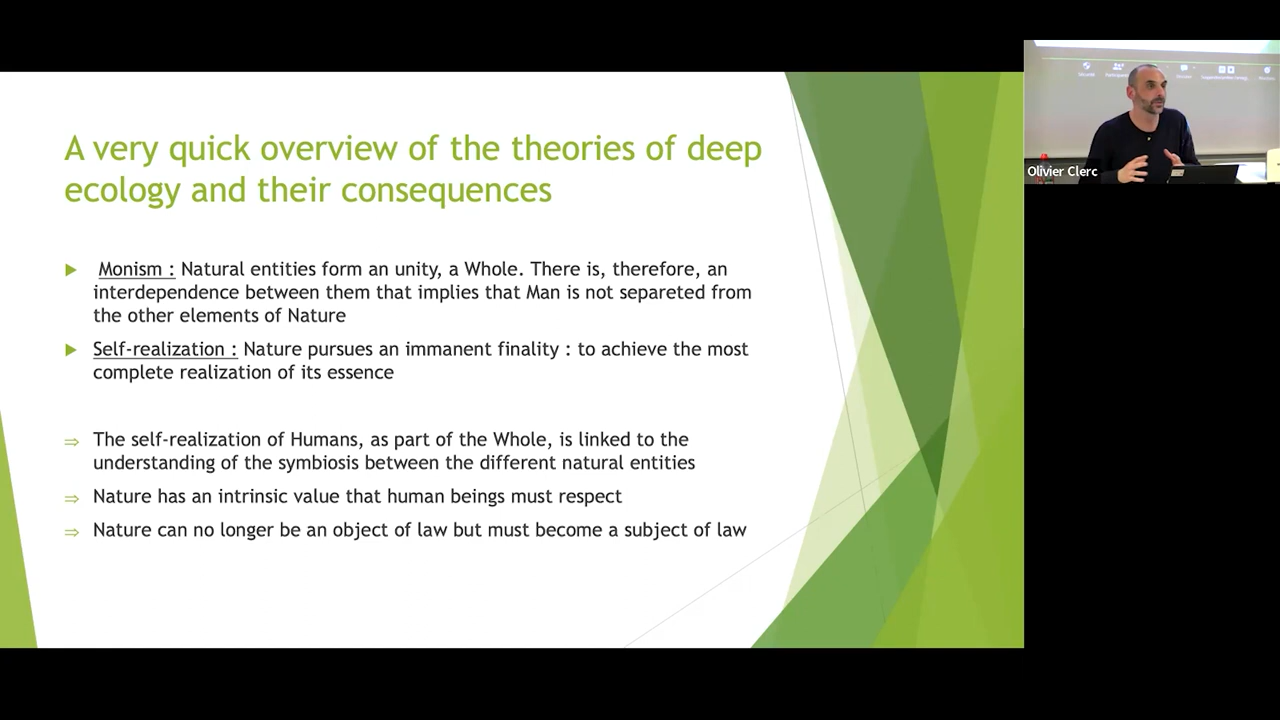 A very quick overview of the theories of deep
ecology and their consequences
Monism : Natural entities form an unity, a Whole. There is, therefore, an
interdependence between them that implies that Man is not separeted from
the other elements of Nature
Self-realization : Nature pursues an immanent finality : to achieve the most
complete realization of its essence
⇒ The self-realization of Humans, as part of the Whole, is linked to the
understanding of the symbiosis between the different natural entities
⇒ Nature has an intrinsic value that human beings must respect
⇒ Nature can no longer be an object of law but must become a subject of law
Olivier Clerc